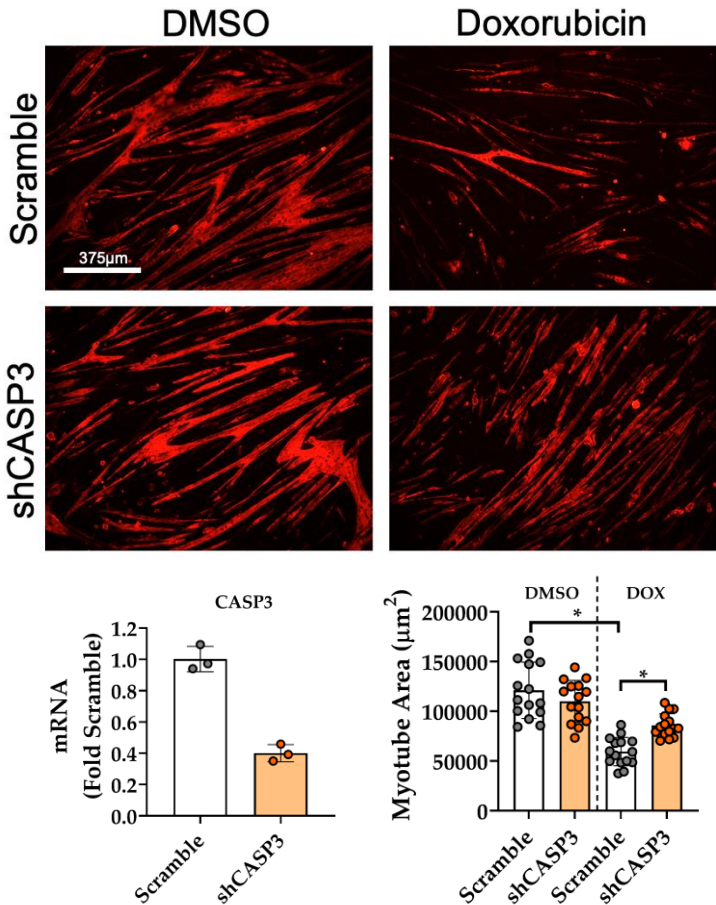 DMSO
Doxorubicin
Scramble
375μm
shCASP3
CASP3
mRNA
(Fold Scramble)
1.2
1.0
0.8
0.6
0.4
0.2
0.0
Scramble
shCASP3
DMSO
DOX
*
*
Myotube Area (μm²)
200000
150000
100000
50000
0
Scramble
shCASP3
Scramble
shCASP3